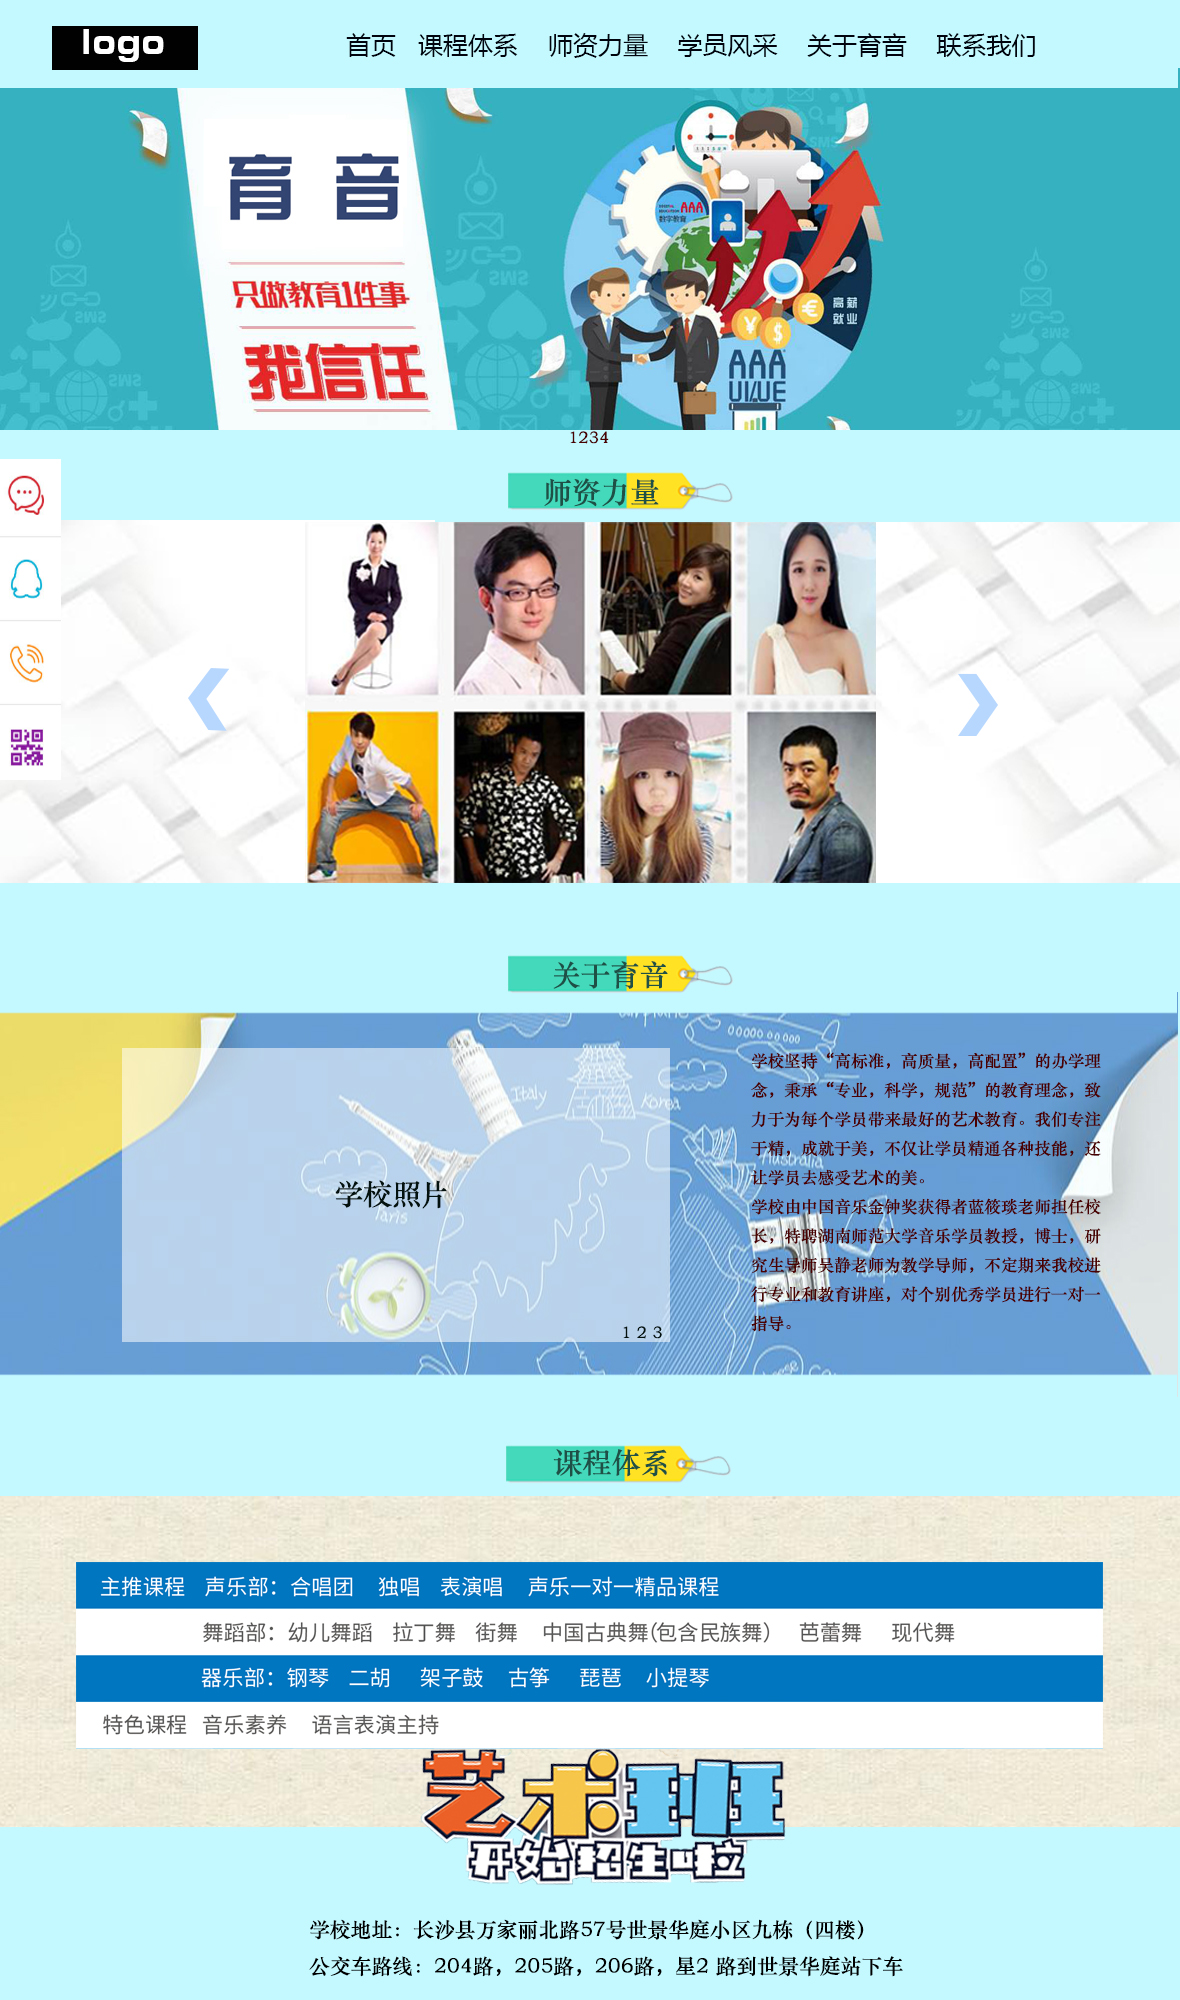 logo
首页 课程体系 师资力量 学员风采 关于育音 联系我们
育 音
只做教育1件事
我信任
AAA
数字教育
高薪
就业
AAA
UIUE
SMS
SMS
SMS
SMS
SMS
1234
师资力量
关于育音
学校坚持“高标准，高质量，高配置”的办学理
念，秉承“专业，科学，规范”的教育理念，致
力于为每个学员带来最好的艺术教育。我们专注
于精，成就于美，不仅让学员精通各种技能，还
让学员去感受艺术的美。
学校由中国音乐金钟奖获得者蓝筱琰老师担任校
长，特聘湖南师范大学音乐学员教授，博士，研
究生导师吴静老师为教学导师，不定期来我校进
行专业和教育讲座，对个别优秀学员进行一对一
指导。
Italy
Korea
Australia
Paris
学校照片
1 2 3
课程体系
主推课程 声乐部：合唱团 独唱 表演唱 声乐一对一精品课程
舞蹈部：幼儿舞蹈 拉丁舞 街舞 中国古典舞（包含民族舞） 芭蕾舞 现代舞
器乐部：钢琴 二胡 架子鼓 古筝 琵琶 小提琴
特色课程 音乐素养 语言表演主持
艺术班
开始招生啦
学校地址：长沙县万家丽北路57号世景华庭小区九栋（四楼）
公交车路线：204路，205路，206路，星2 路到世景华庭站下车